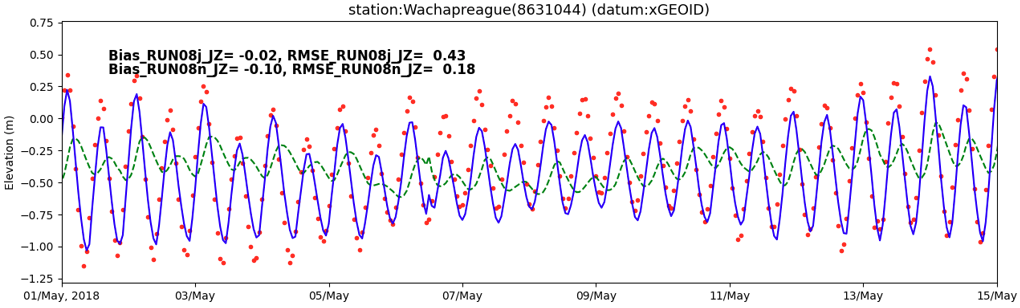 station:Wachapreague(8631044) (datum:xGEOID)
Bias_RUN08j_JZ= -0.02, RMSE_RUN08j_JZ=  0.43
Bias_RUN08n_JZ= -0.10, RMSE_RUN08n_JZ=  0.18
Elevation (m)
0.75
0.50
0.25
0.00
−0.25
−0.50
−0.75
−1.00
−1.25
01/May, 2018 03/May 05/May 07/May 09/May 11/May 13/May 15/May